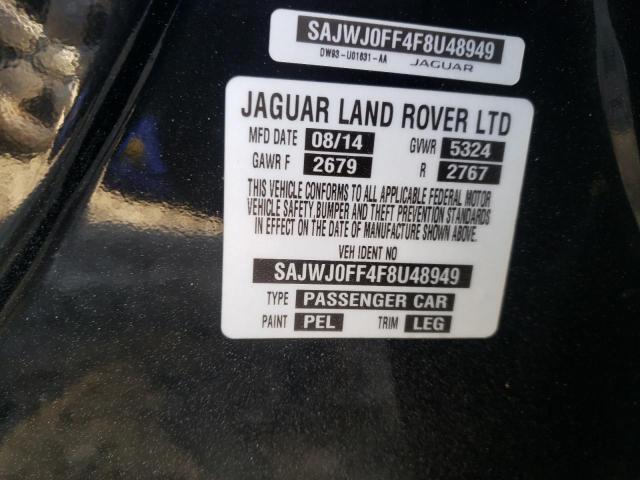 SAJWJ0FF4F8U48949
DW93-U01631-AA JAGUAR
JAGUAR LAND ROVER LTD
MFD DATE 08/14 GVWR 5324
GAWR F 2679 R 2767
THIS VEHICLE CONFORMS TO ALL APPLICABLE FEDERAL MOTOR
VEHICLE SAFETY,BUMPER AND THEFT PREVENTION STANDARDS
IN EFFECT ON THE DATE OF MANUFACTURE SHOWN ABOVE.
VEH IDENT NO
SAJWJ0FF4F8U48949
TYPE PASSENGER CAR
PAINT PEL TRIM LEG